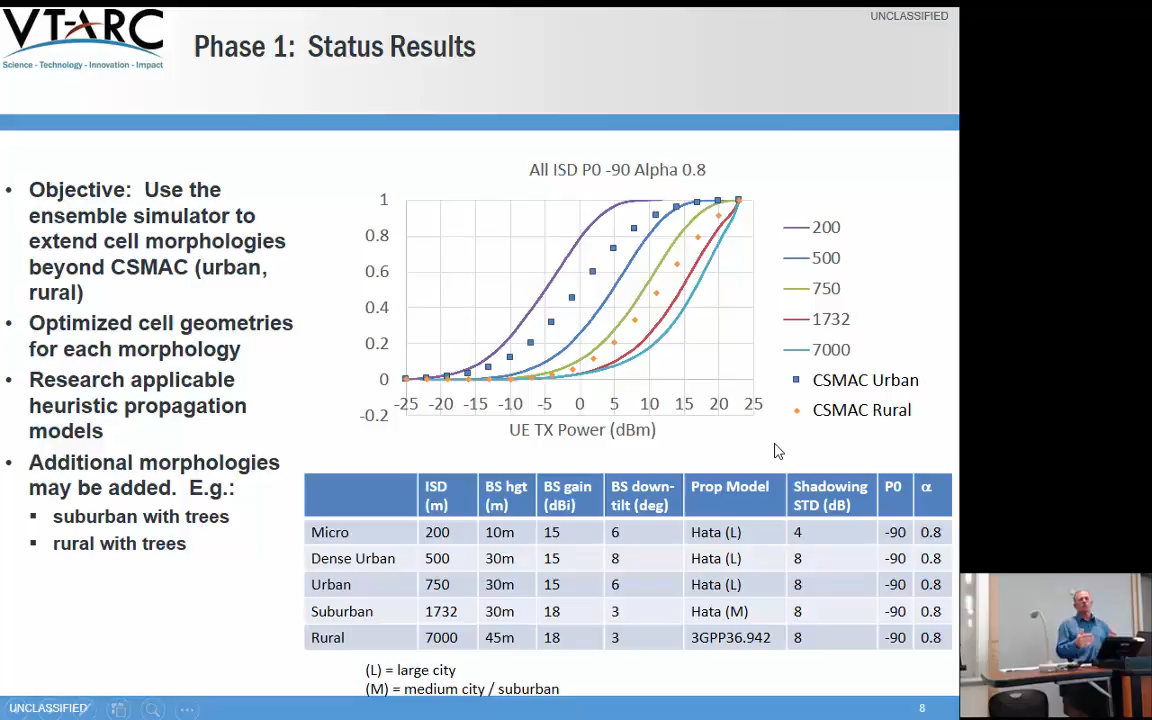 VT-ARC
Science - Technology - Innovation - Impact
UNCLASSIFIED
Phase 1: Status Results
• Objective: Use the
ensemble simulator to
extend cell morphologies
beyond CSMAC (urban,
rural)
• Optimized cell geometries
for each morphology
• Research applicable
heuristic propagation
models
• Additional morphologies
may be added. E.g.:
▪ suburban with trees
▪ rural with trees
All ISD P0 -90 Alpha 0.8
1
0.8
0.6
0.4
0.2
0
-0.2
-25 -20 -15 -10 -5 0 5 10 15 20 25
UE TX Power (dBm)
200
500
750
1732
7000
CSMAC Urban
CSMAC Rural
ISD (m) BS hgt (m) BS gain (dBi) BS down-tilt (deg) Prop Model Shadowing STD (dB) P0 α
Micro 200 10m 15 6 Hata (L) 4 -90 0.8
Dense Urban 500 30m 15 8 Hata (L) 8 -90 0.8
Urban 750 30m 15 6 Hata (L) 8 -90 0.8
Suburban 1732 30m 18 3 Hata (M) 8 -90 0.8
Rural 7000 45m 18 3 3GPP36.942 8 -90 0.8
(L) = large city
(M) = medium city / suburban
UNCLASSIFIED
8